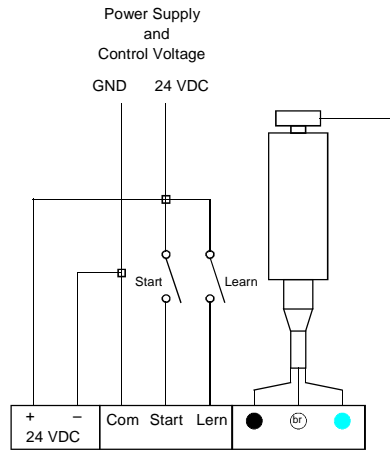 Power Supply
and
Control Voltage
GND 24 VDC
Start
Learn
+ –
24 VDC
Com Start Lern
br